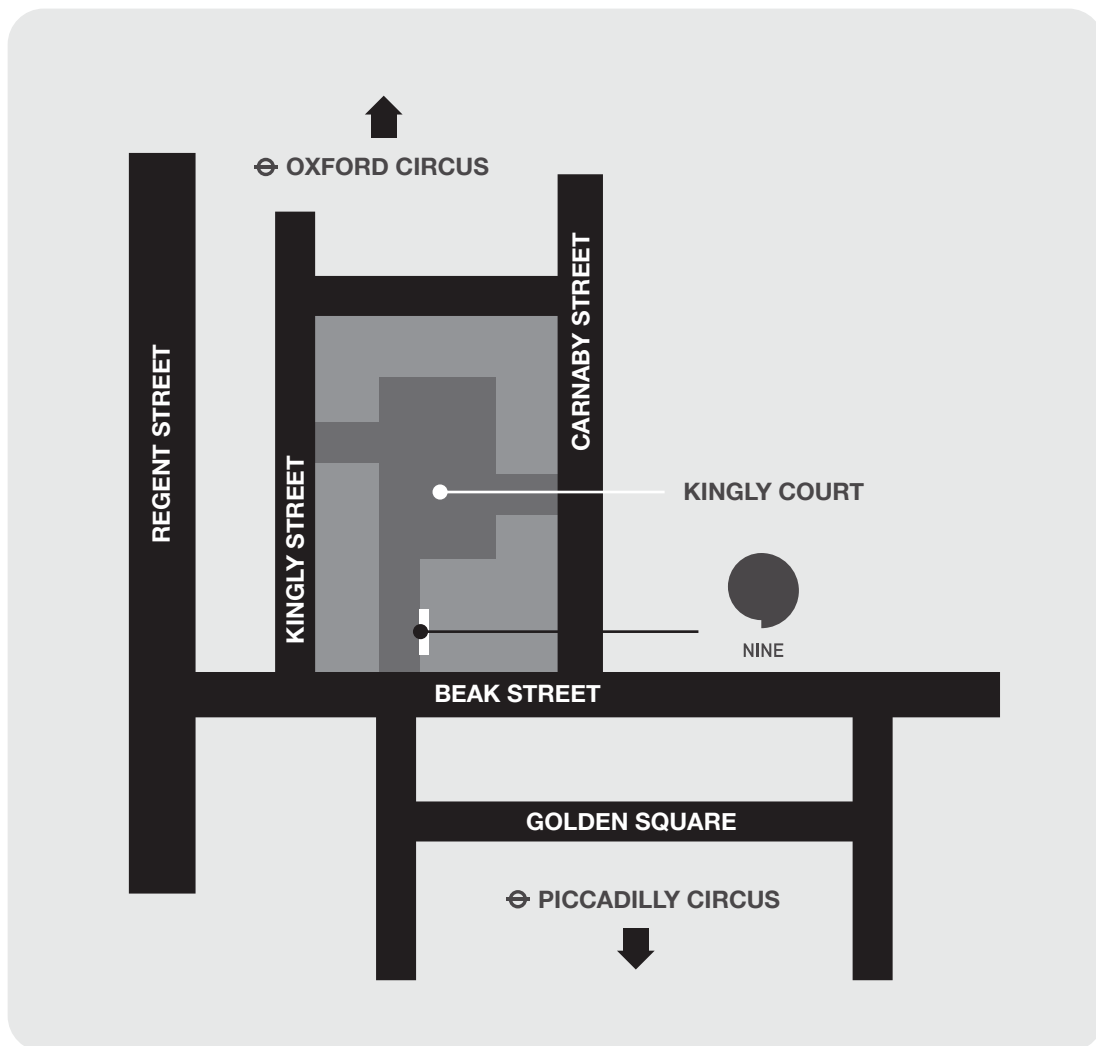 OXFORD CIRCUS
REGENT STREET
KINGLY STREET
CARNABY STREET
KINGLY COURT
NINE
BEAK STREET
GOLDEN SQUARE
PICCADILLY CIRCUS